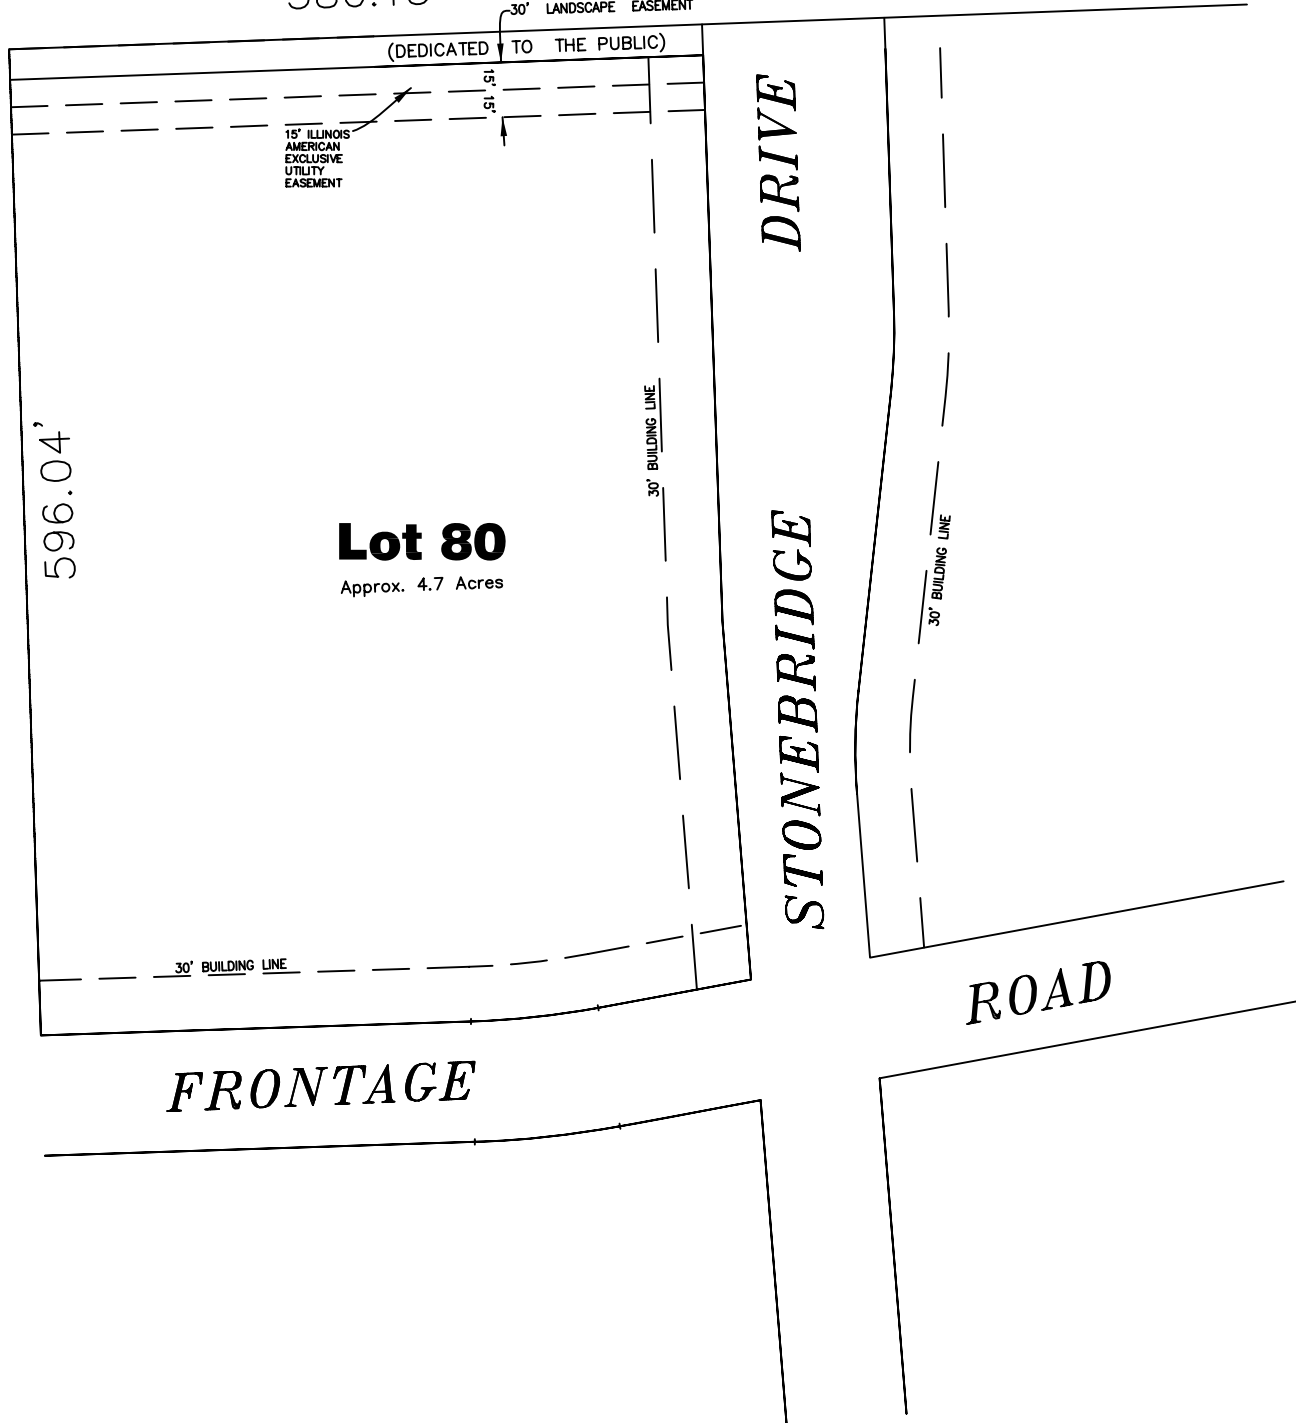 30' LANDSCAPE EASEMENT
(DEDICATED TO THE PUBLIC)
15' 15'
15' ILLINOIS
AMERICAN
EXCLUSIVE
UTILITY
EASEMENT
STONEBRIDGE DRIVE
30' BUILDING LINE
596.04'
Lot 80
Approx. 4.7 Acres
30' BUILDING LINE
30' BUILDING LINE
FRONTAGE ROAD